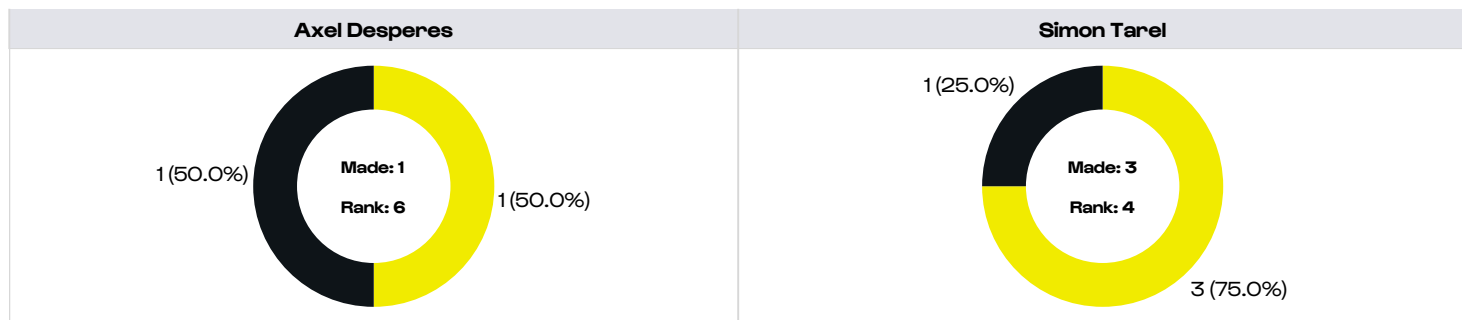 Axel Desperes
Simon Tarel
1 (50.0%)
Made: 1
Rank: 6
1 (50.0%)
1 (25.0%)
Made: 3
Rank: 4
3 (75.0%)